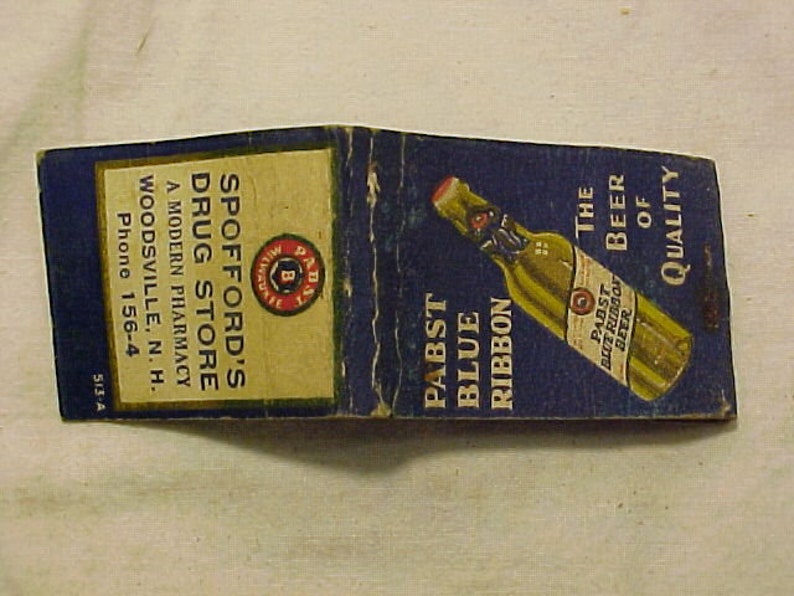 PABST
MILWAUKEE
B
SPOFFORD'S
DRUG STORE
A MODERN PHARMACY
WOODSVILLE, N. H.
Phone 156-4
513-A
PABST
BLUE
RIBBON
THE
BEER
OF
QUALITY
PABST
BLUE RIBBON
BEER